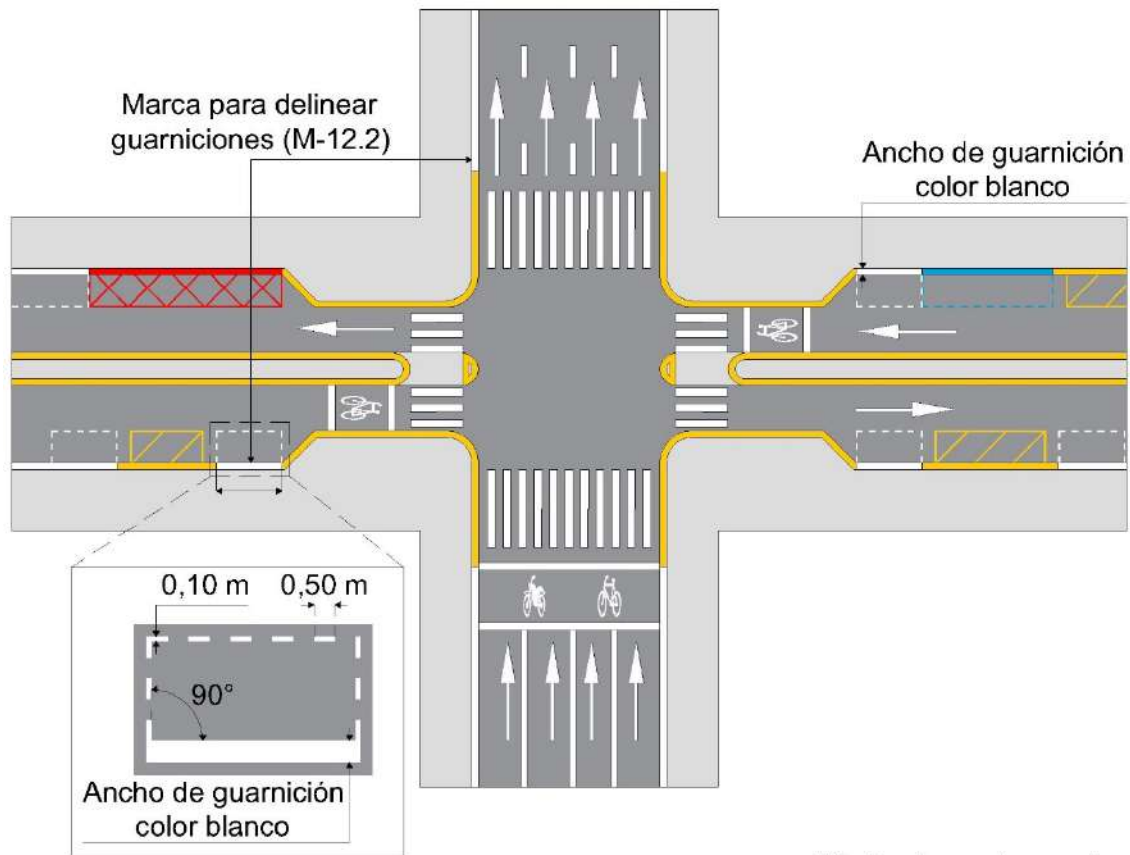 Marca para delinear
guarniciones (M-12.2)
Ancho de guarnición
color blanco
0,10 m
0,50 m
90°
Ancho de guarnición
color blanco